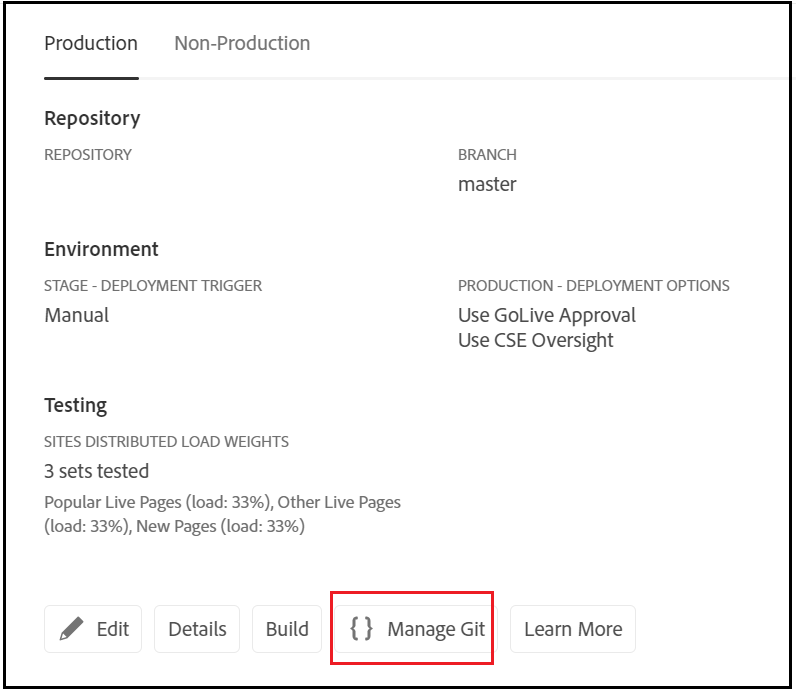 Production
Non-Production
Repository
REPOSITORY
BRANCH
master
Environment
STAGE - DEPLOYMENT TRIGGER
Manual
PRODUCTION - DEPLOYMENT OPTIONS
Use GoLive Approval
Use CSE Oversight
Testing
SITES DISTRIBUTED LOAD WEIGHTS
3 sets tested
Popular Live Pages (load: 33%), Other Live Pages
(load: 33%), New Pages (load: 33%)
Edit
Details
Build
{ } Manage Git
Learn More